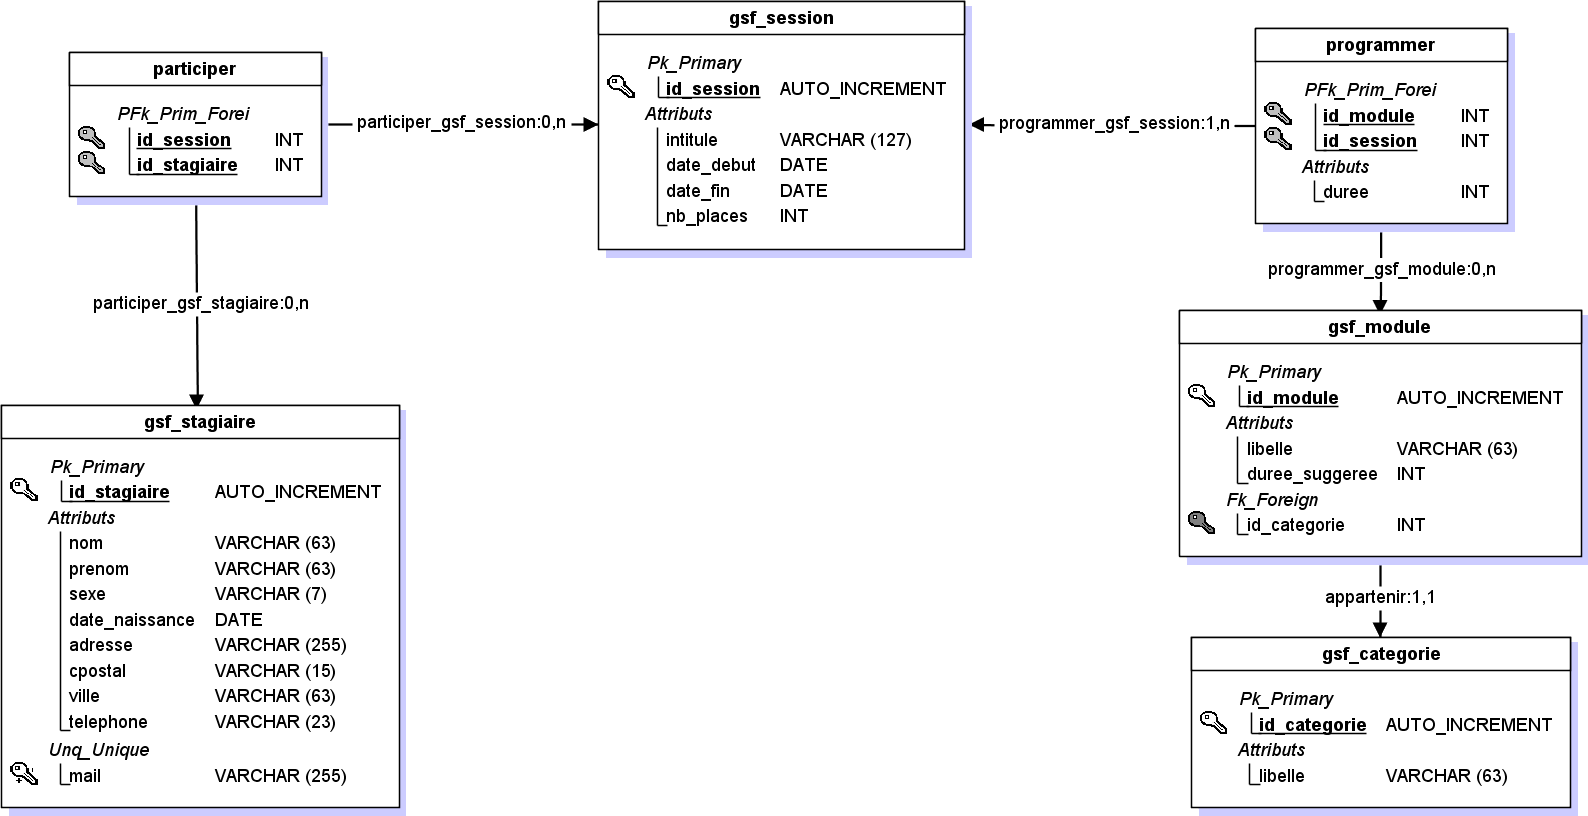 gsf_session
Pk_Primary
id_session AUTO_INCREMENT
Attributs
intitule VARCHAR (127)
date_debut DATE
date_fin DATE
nb_places INT
participer
PFk_Prim_Forei
id_session INT
id_stagiaire INT
participer_gsf_session:0,n
programmer_gsf_session:1,n
programmer
PFk_Prim_Forei
id_module INT
id_session INT
Attributs
duree INT
participer_gsf_stagiaire:0,n
programmer_gsf_module:0,n
gsf_stagiaire
Pk_Primary
id_stagiaire AUTO_INCREMENT
Attributs
nom VARCHAR (63)
prenom VARCHAR (63)
sexe VARCHAR (7)
date_naissance DATE
adresse VARCHAR (255)
cpostal VARCHAR (15)
ville VARCHAR (63)
telephone VARCHAR (23)
Unq_Unique
mail VARCHAR (255)
gsf_module
Pk_Primary
id_module AUTO_INCREMENT
Attributs
libelle VARCHAR (63)
duree_suggeree INT
Fk_Foreign
id_categorie INT
appartenir:1,1
gsf_categorie
Pk_Primary
id_categorie AUTO_INCREMENT
Attributs
libelle VARCHAR (63)